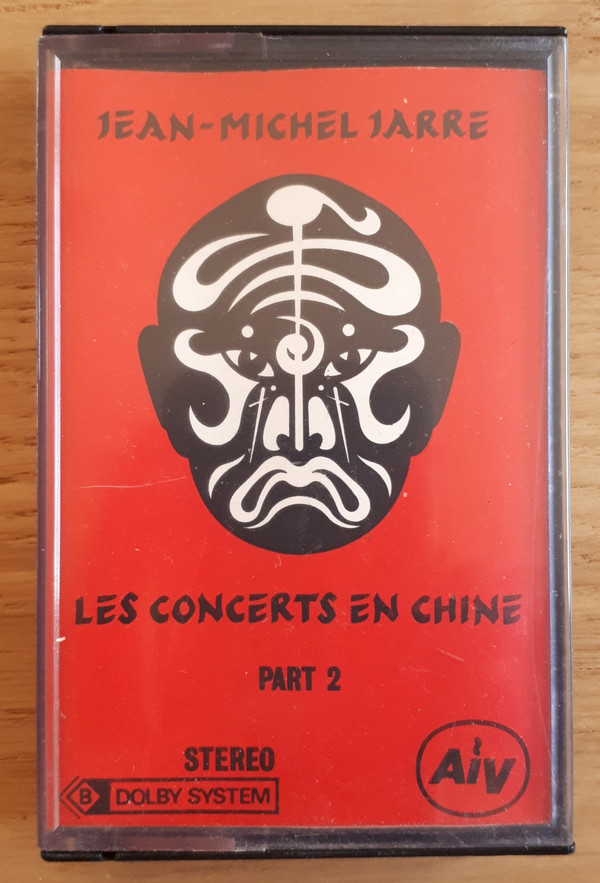 JEAN-MICHEL JARRE
LES CONCERTS EN CHINE
PART 2
STEREO
B DOLBY SYSTEM
AiV